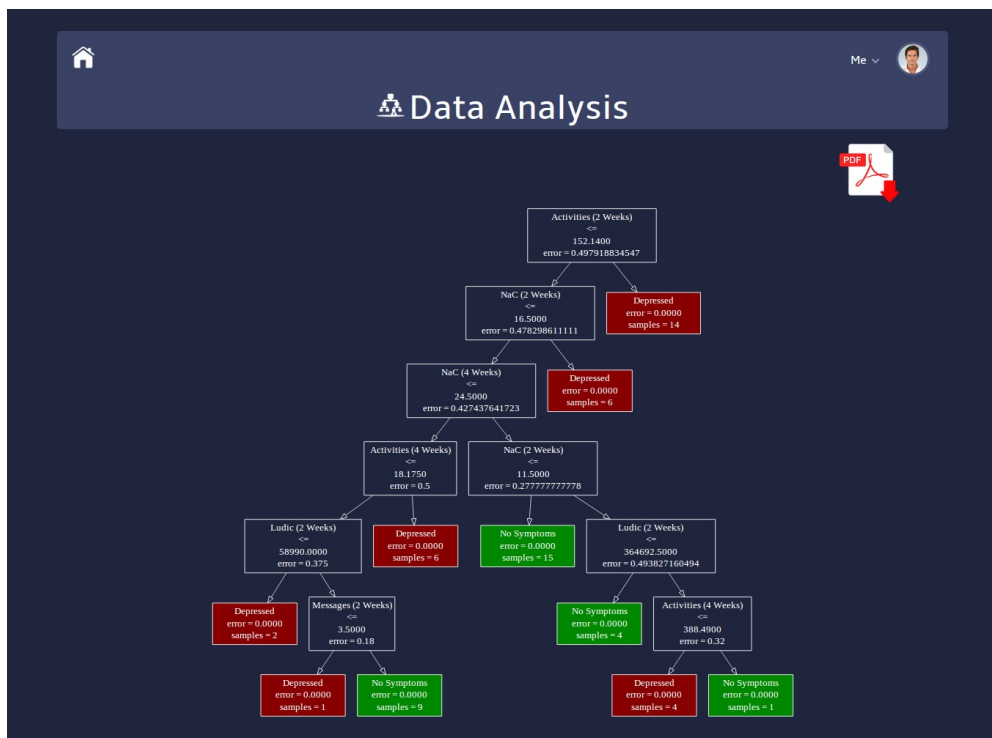 Me
Data Analysis
PDF
Activities (2 Weeks)
<=
152.1400
error = 0.497918834547
NaC (2 Weeks)
<=
16.5000
error = 0.478298611111
Depressed
error = 0.0000
samples = 14
NaC (4 Weeks)
<=
24.5000
error = 0.427437641723
Depressed
error = 0.0000
samples = 6
Activities (4 Weeks)
<=
18.1750
error = 0.5
NaC (2 Weeks)
<=
11.5000
error = 0.277777777778
Ludic (2 Weeks)
<=
58990.0000
error = 0.375
Depressed
error = 0.0000
samples = 6
No Symptoms
error = 0.0000
samples = 15
Ludic (2 Weeks)
<=
364692.5000
error = 0.493827160494
Depressed
error = 0.0000
samples = 2
Messages (2 Weeks)
<=
3.5000
error = 0.18
No Symptoms
error = 0.0000
samples = 4
Activities (4 Weeks)
<=
388.4900
error = 0.32
Depressed
error = 0.0000
samples = 1
No Symptoms
error = 0.0000
samples = 9
Depressed
error = 0.0000
samples = 4
No Symptoms
error = 0.0000
samples = 1